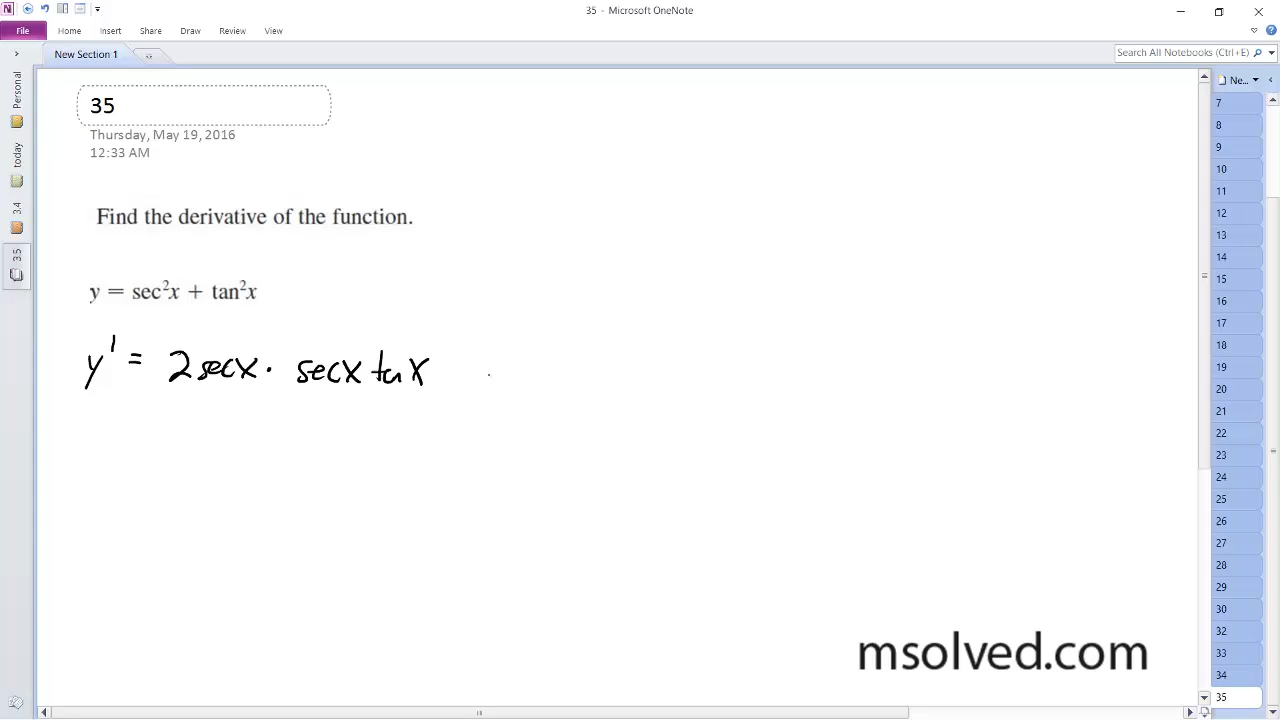 35 - Microsoft OneNote
File Home Insert Share Draw Review View
New Section 1
Search All Notebooks (Ctrl+E)
Personal
today
3.4
35
35
Thursday, May 19, 2016
12:33 AM
Find the derivative of the function.
y = sec²x + tan²x
y' = 2 secx · secx tan x
msolved.com
Ne...
7
8
9
10
11
12
13
14
15
16
17
18
19
20
21
22
23
24
25
26
27
28
29
30
32
33
34
35